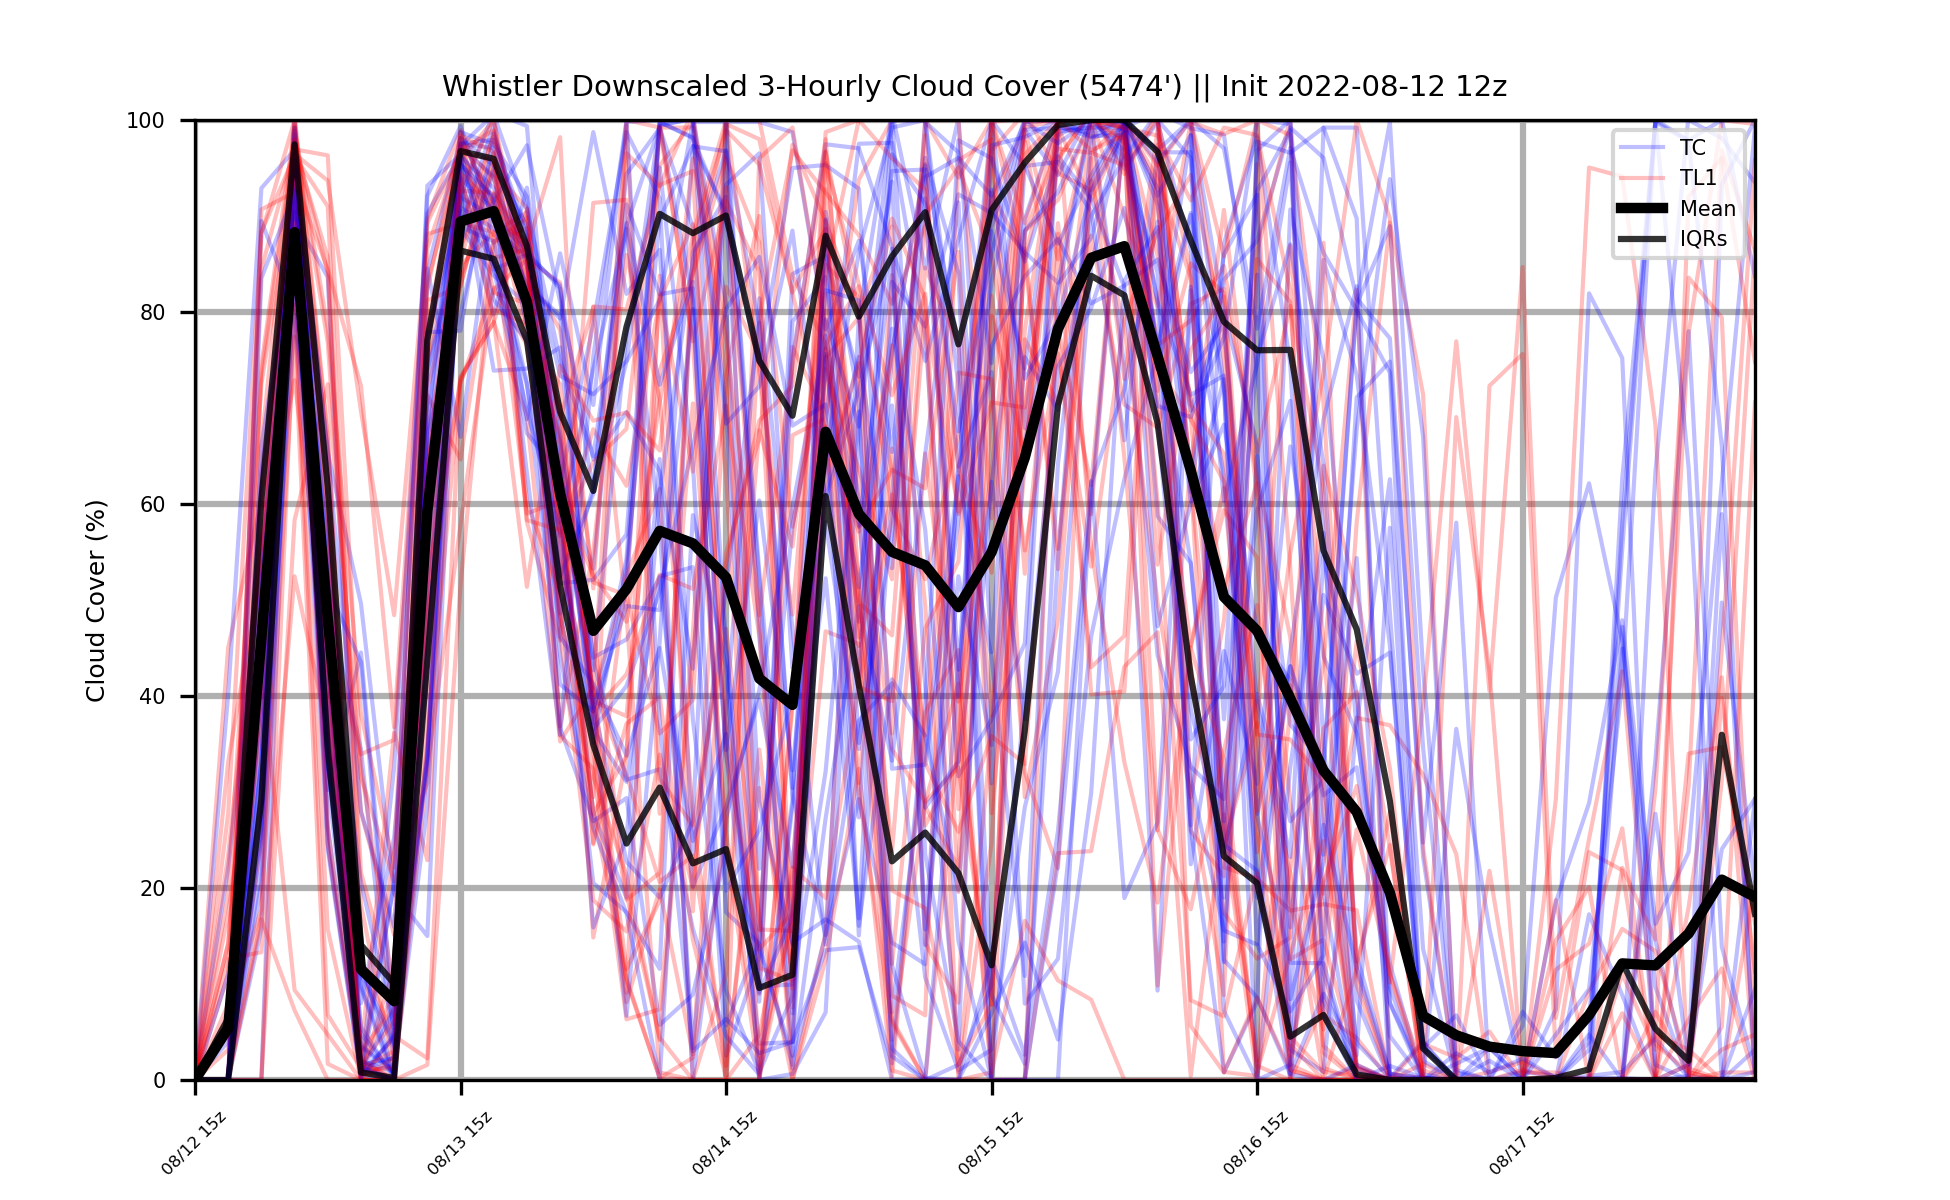 Whistler Downscaled 3-Hourly Cloud Cover (5474') || Init 2022-08-12 12z
TC
TL1
Mean
IQRs
Cloud Cover (%)
100
80
60
40
20
0
08/12 15z
08/13 15z
08/14 15z
08/15 15z
08/16 15z
08/17 15z